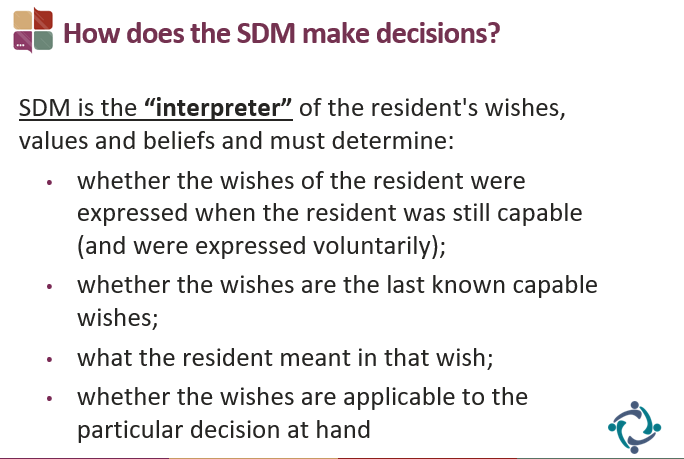 How does the SDM make decisions?
SDM is the “interpreter” of the resident's wishes,
values and beliefs and must determine:
• whether the wishes of the resident were
expressed when the resident was still capable
(and were expressed voluntarily);
• whether the wishes are the last known capable
wishes;
• what the resident meant in that wish;
• whether the wishes are applicable to the
particular decision at hand